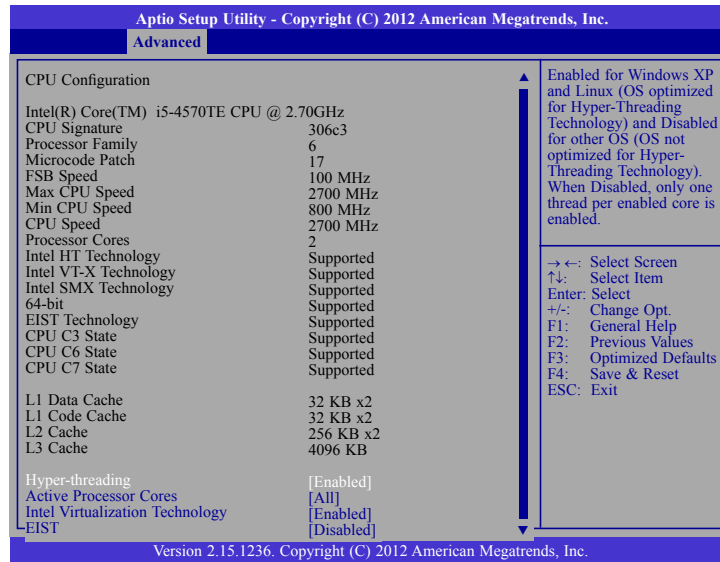 Aptio Setup Utility - Copyright (C) 2012 American Megatrends, Inc.
Advanced
CPU Configuration
Intel(R) Core(TM) i5-4570TE CPU @ 2.70GHz
CPU Signature 306c3
Processor Family 6
Microcode Patch 17
FSB Speed 100 MHz
Max CPU Speed 2700 MHz
Min CPU Speed 800 MHz
CPU Speed 2700 MHz
Processor Cores 2
Intel HT Technology Supported
Intel VT-X Technology Supported
Intel SMX Technology Supported
64-bit Supported
EIST Technology Supported
CPU C3 State Supported
CPU C6 State Supported
CPU C7 State Supported
L1 Data Cache 32 KB x2
L1 Code Cache 32 KB x2
L2 Cache 256 KB x2
L3 Cache 4096 KB
Hyper-threading [Enabled]
Active Processor Cores [All]
Intel Virtualization Technology [Enabled]
EIST [Disabled]
Enabled for Windows XP
and Linux (OS optimized
for Hyper-Threading
Technology) and Disabled
for other OS (OS not
optimized for Hyper-
Threading Technology).
When Disabled, only one
thread per enabled core is
enabled.
→←: Select Screen
↑↓: Select Item
Enter: Select
+/-: Change Opt.
F1: General Help
F2: Previous Values
F3: Optimized Defaults
F4: Save & Reset
ESC: Exit
Version 2.15.1236. Copyright (C) 2012 American Megatrends, Inc.